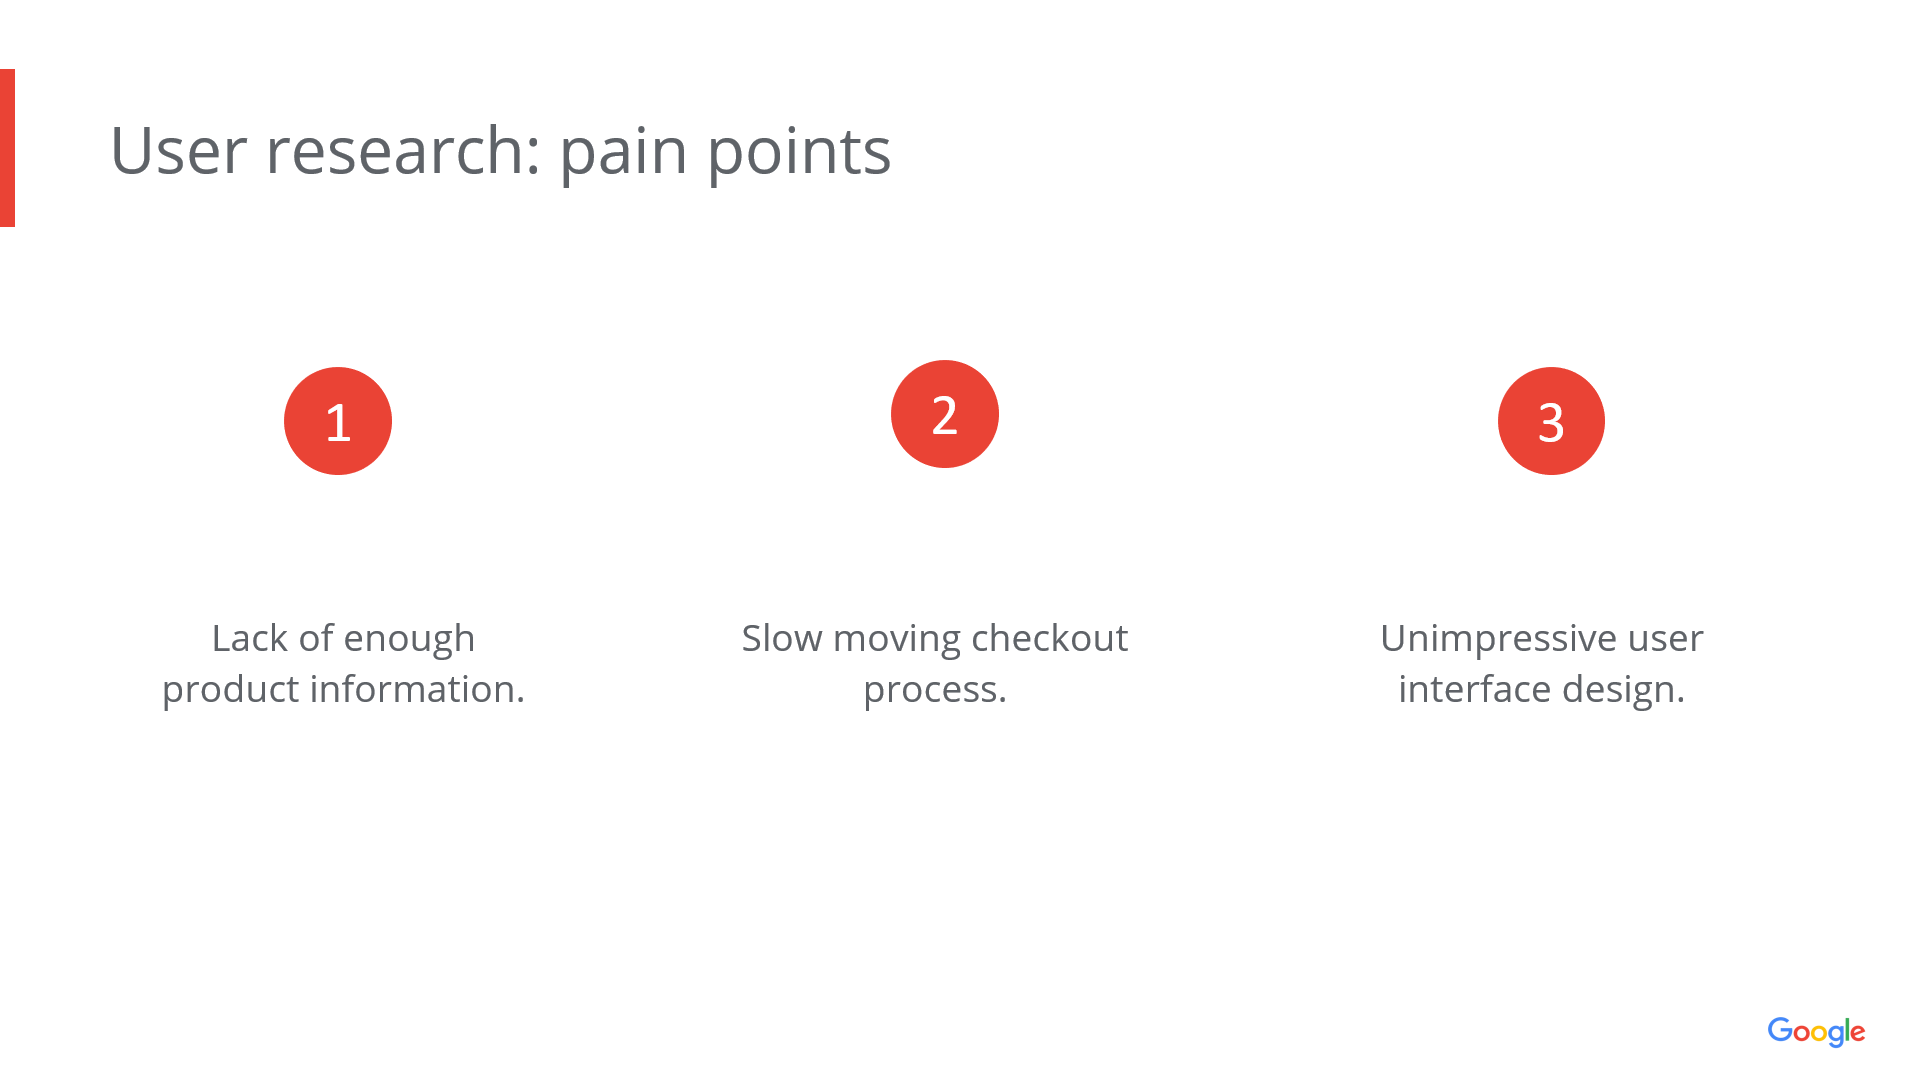 User research: pain points
1
2
3
Lack of enough
product information.
Slow moving checkout
process.
Unimpressive user
interface design.
Google